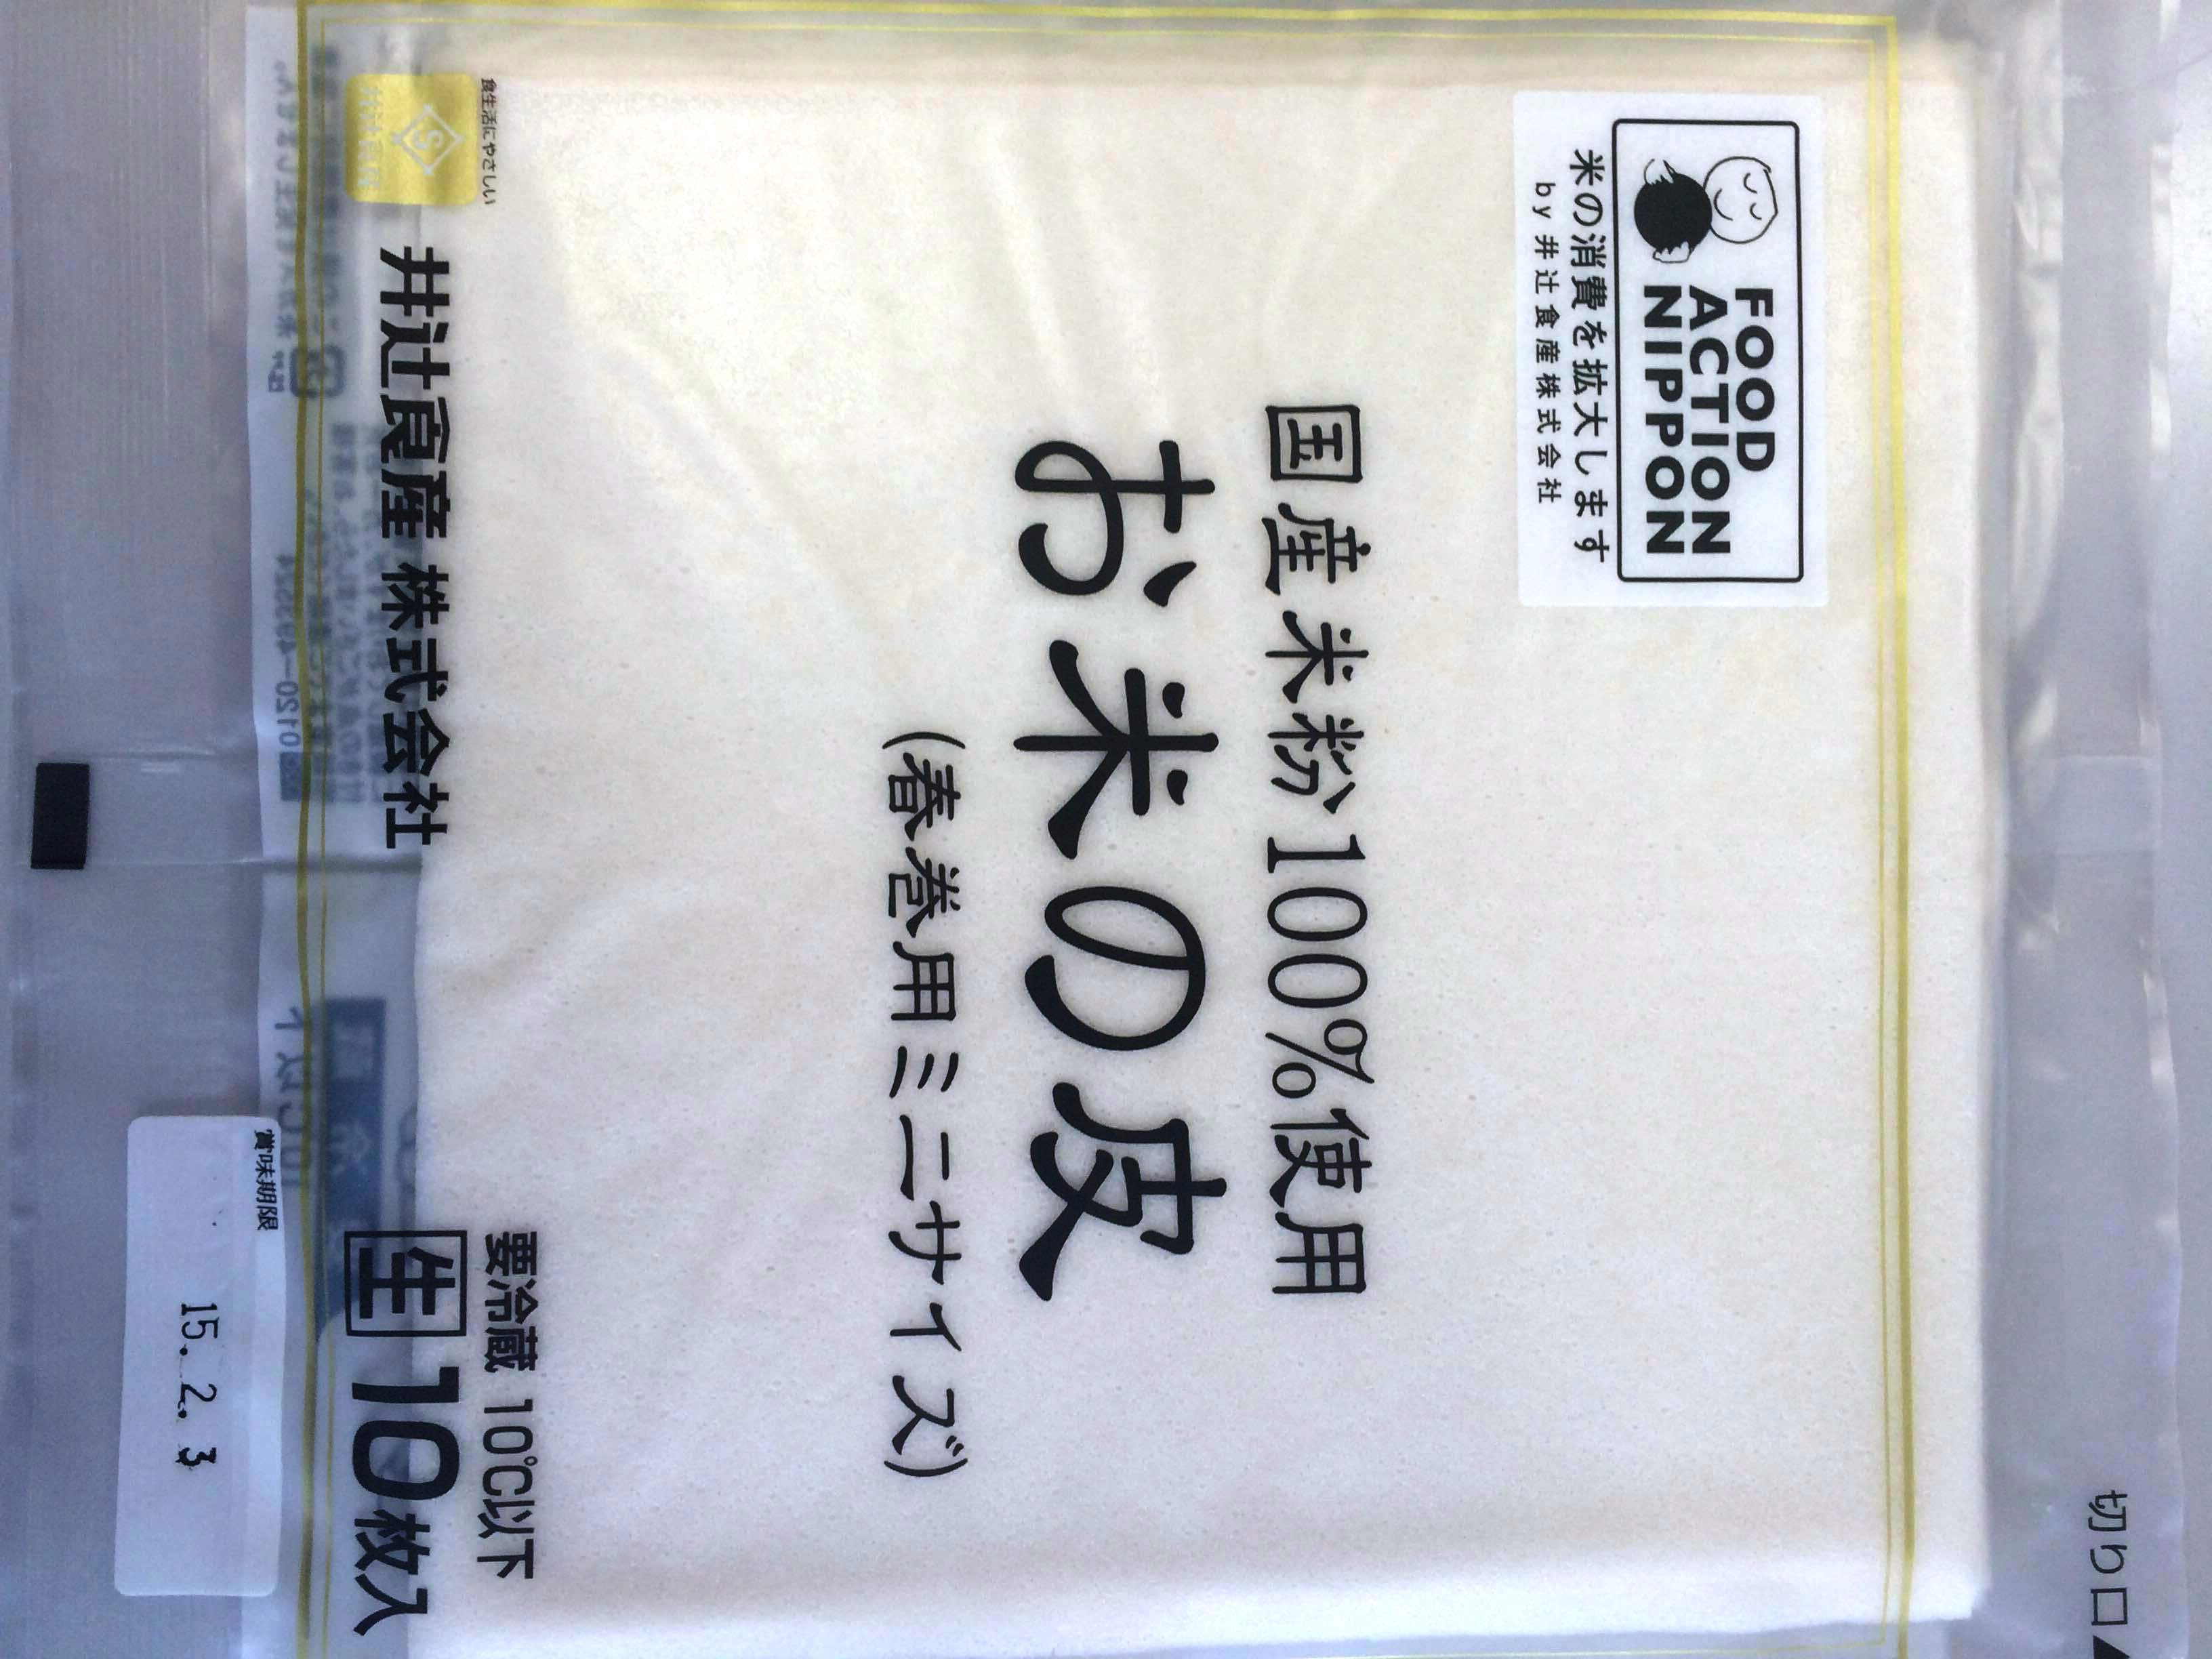 FOOD
ACTION
NIPPON
米の消費を拡大します
by 井辻食産株式会社
国産米粉100%使用
お米の皮
(春巻用ミニサイズ)
食生活にやさしい
井辻食産 株式会社
要冷蔵 10℃以下
生 10枚入
賞味期限
15. 2. 3
切り口
0120-493524